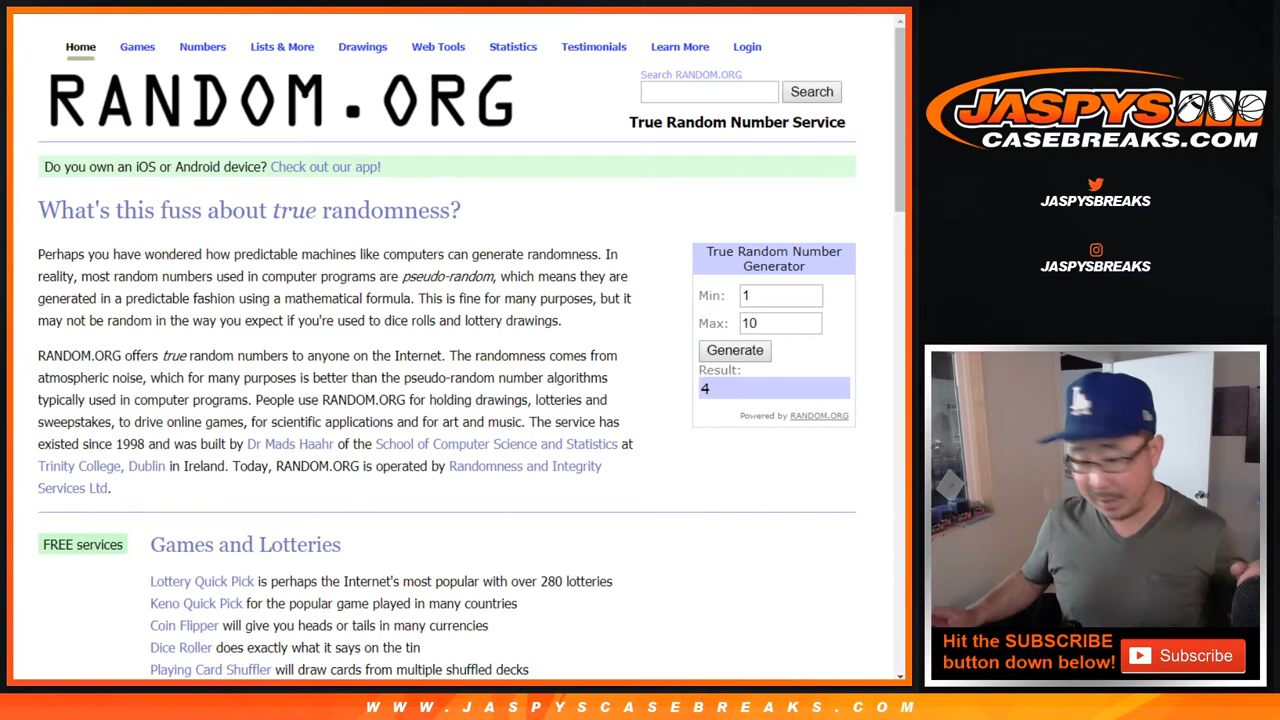 Home Games Numbers Lists & More Drawings Web Tools Statistics Testimonials Learn More Login
RANDOM.ORG
Search RANDOM.ORG
Search
True Random Number Service
Do you own an iOS or Android device? Check out our app!
What's this fuss about true randomness?
Perhaps you have wondered how predictable machines like computers can generate randomness. In
reality, most random numbers used in computer programs are pseudo-random, which means they are
generated in a predictable fashion using a mathematical formula. This is fine for many purposes, but it
may not be random in the way you expect if you're used to dice rolls and lottery drawings.
RANDOM.ORG offers true random numbers to anyone on the Internet. The randomness comes from
atmospheric noise, which for many purposes is better than the pseudo-random number algorithms
typically used in computer programs. People use RANDOM.ORG for holding drawings, lotteries and
sweepstakes, to drive online games, for scientific applications and for art and music. The service has
existed since 1998 and was built by Dr Mads Haahr of the School of Computer Science and Statistics at
Trinity College, Dublin in Ireland. Today, RANDOM.ORG is operated by Randomness and Integrity
Services Ltd.
True Random Number
Generator
Min: 1
Max: 10
Generate
Result:
4
Powered by RANDOM.ORG
FREE services
Games and Lotteries
Lottery Quick Pick is perhaps the Internet's most popular with over 280 lotteries
Keno Quick Pick for the popular game played in many countries
Coin Flipper will give you heads or tails in many currencies
Dice Roller does exactly what it says on the tin
Playing Card Shuffler will draw cards from multiple shuffled decks
JASPYS
CASEBREAKS.COM
JASPYSBREAKS
JASPYSBREAKS
LA
Hit the SUBSCRIBE
button down below!
Subscribe
WWW.JASPYSCASEBREAKS.COM